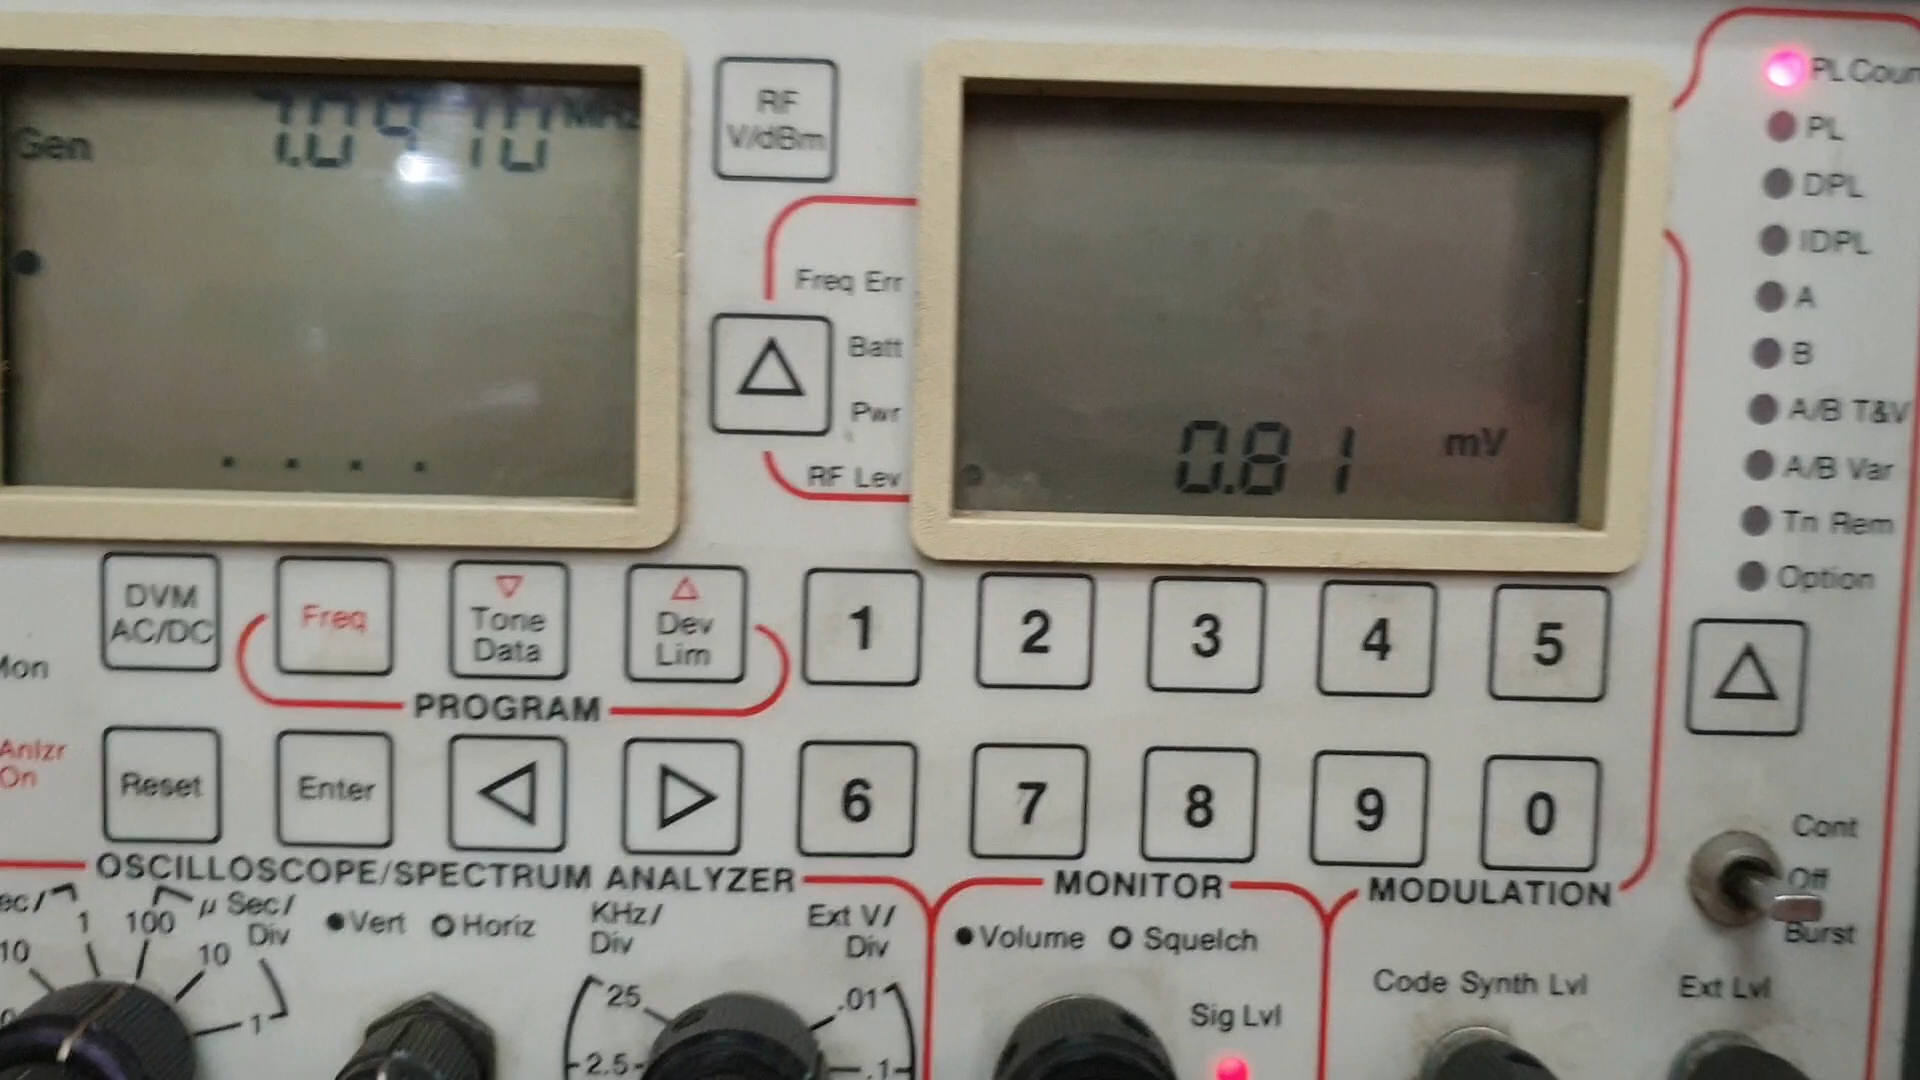 Gen
7.0910 MHz
RF
V/dBm
Freq Err
Batt
Pwr
RF Lev
0.81 mV
PL
DPL
IDPL
A
B
A/B T&V
A/B Var
Tn Rem
Option
DVM
AC/DC
Freq
Tone
Data
Dev
Lim
PROGRAM
1
2
3
4
5
Mon
Anlzr
On
Reset
Enter
6
7
8
9
0
Cont
Off
Burst
OSCILLOSCOPE/SPECTRUM ANALYZER
MONITOR
MODULATION
1
100
µ Sec/
Div
10
10
1
Vert
Horiz
KHz/
Div
25
2.5
Ext V/
Div
.01
.1
Volume
Squelch
Sig Lvl
Code Synth Lvl
Ext Lvl